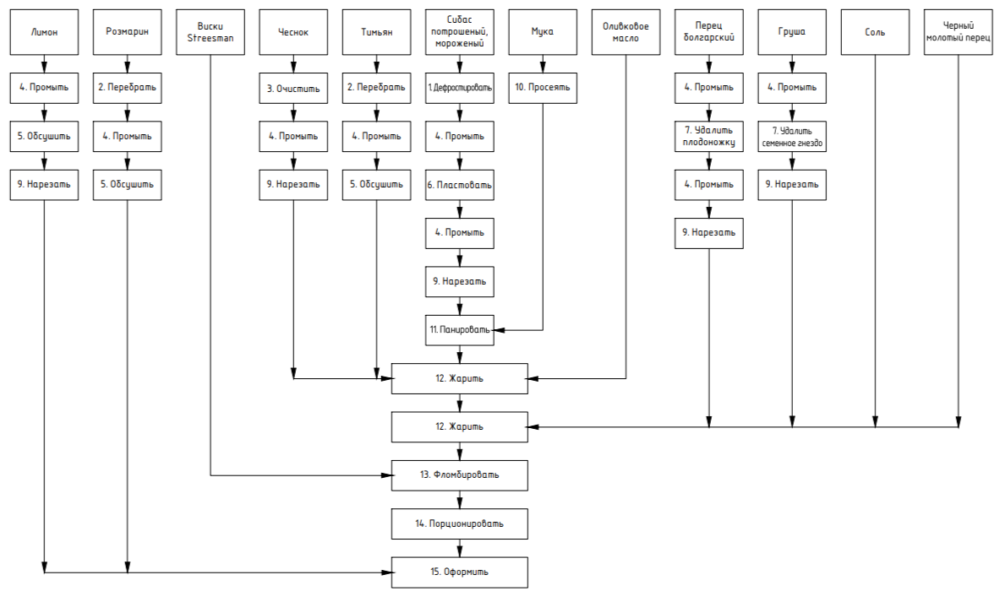 Лимон
Розмарин
Виски
Streesman
Чеснок
Тимьян
Сибас
потрошеный,
мороженый
Мука
Оливковое
масло
Перец
болгарский
Груша
Соль
Черный
молотый перец
4. Промыть
2. Перебрать
3. Очистить
2. Перебрать
1. Дефростировать
10. Просеять
4. Промыть
4. Промыть
5. Обсушить
4. Промыть
4. Промыть
4. Промыть
4. Промыть
7. Удалить
плодоножку
7. Удалить
семенное гнездо
9. Нарезать
5. Обсушить
9. Нарезать
5. Обсушить
6. Пластовать
4. Промыть
9. Нарезать
4. Промыть
9. Нарезать
9. Нарезать
11. Панировать
12. Жарить
12. Жарить
13. Фломбировать
14. Порционировать
15. Оформить